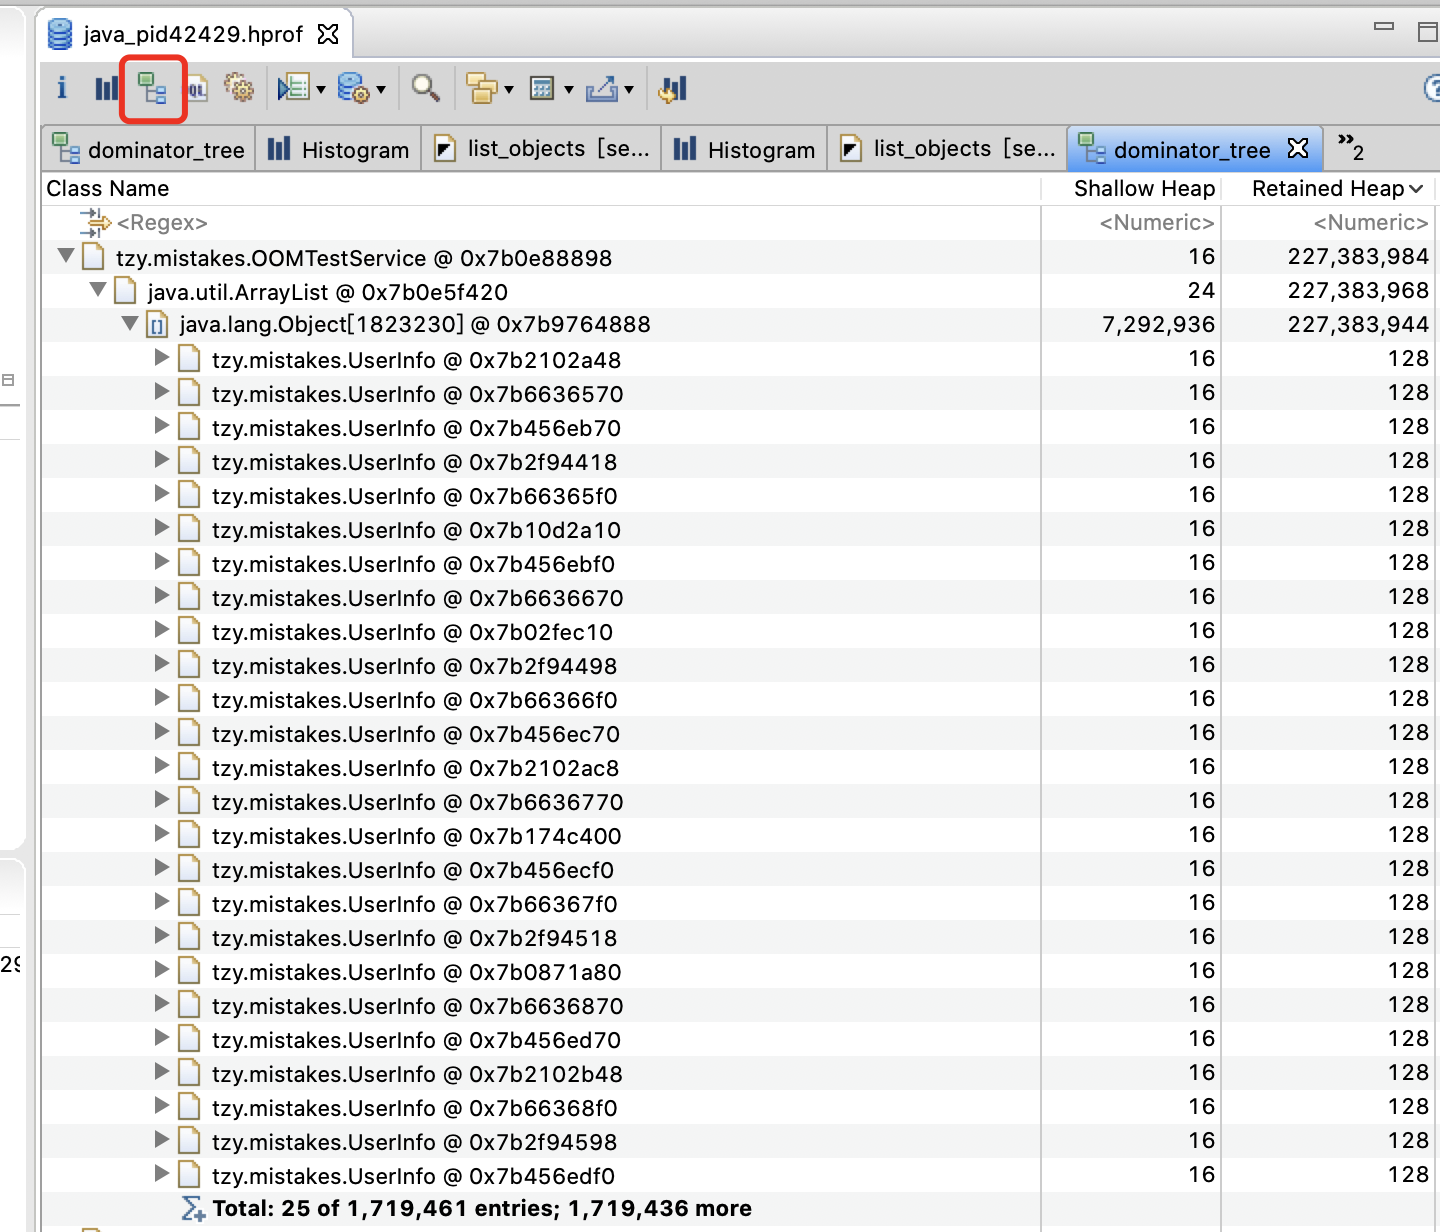 java_pid42429.hprof
i
QL
dominator_tree Histogram list_objects [se... Histogram list_objects [se... dominator_tree »2
Class Name Shallow Heap Retained Heap
<Regex> <Numeric> <Numeric>
tzy.mistakes.OOMTestService @ 0x7b0e88898 16 227,383,984
java.util.ArrayList @ 0x7b0e5f420 24 227,383,968
java.lang.Object[1823230] @ 0x7b9764888 7,292,936 227,383,944
tzy.mistakes.UserInfo @ 0x7b2102a48 16 128
tzy.mistakes.UserInfo @ 0x7b6636570 16 128
tzy.mistakes.UserInfo @ 0x7b456eb70 16 128
tzy.mistakes.UserInfo @ 0x7b2f94418 16 128
tzy.mistakes.UserInfo @ 0x7b66365f0 16 128
tzy.mistakes.UserInfo @ 0x7b10d2a10 16 128
tzy.mistakes.UserInfo @ 0x7b456ebf0 16 128
tzy.mistakes.UserInfo @ 0x7b6636670 16 128
tzy.mistakes.UserInfo @ 0x7b02fec10 16 128
tzy.mistakes.UserInfo @ 0x7b2f94498 16 128
tzy.mistakes.UserInfo @ 0x7b66366f0 16 128
tzy.mistakes.UserInfo @ 0x7b456ec70 16 128
tzy.mistakes.UserInfo @ 0x7b2102ac8 16 128
tzy.mistakes.UserInfo @ 0x7b6636770 16 128
tzy.mistakes.UserInfo @ 0x7b174c400 16 128
tzy.mistakes.UserInfo @ 0x7b456ecf0 16 128
tzy.mistakes.UserInfo @ 0x7b66367f0 16 128
tzy.mistakes.UserInfo @ 0x7b2f94518 16 128
29
tzy.mistakes.UserInfo @ 0x7b0871a80 16 128
tzy.mistakes.UserInfo @ 0x7b6636870 16 128
tzy.mistakes.UserInfo @ 0x7b456ed70 16 128
tzy.mistakes.UserInfo @ 0x7b2102b48 16 128
tzy.mistakes.UserInfo @ 0x7b66368f0 16 128
tzy.mistakes.UserInfo @ 0x7b2f94598 16 128
tzy.mistakes.UserInfo @ 0x7b456edf0 16 128
Total: 25 of 1,719,461 entries; 1,719,436 more